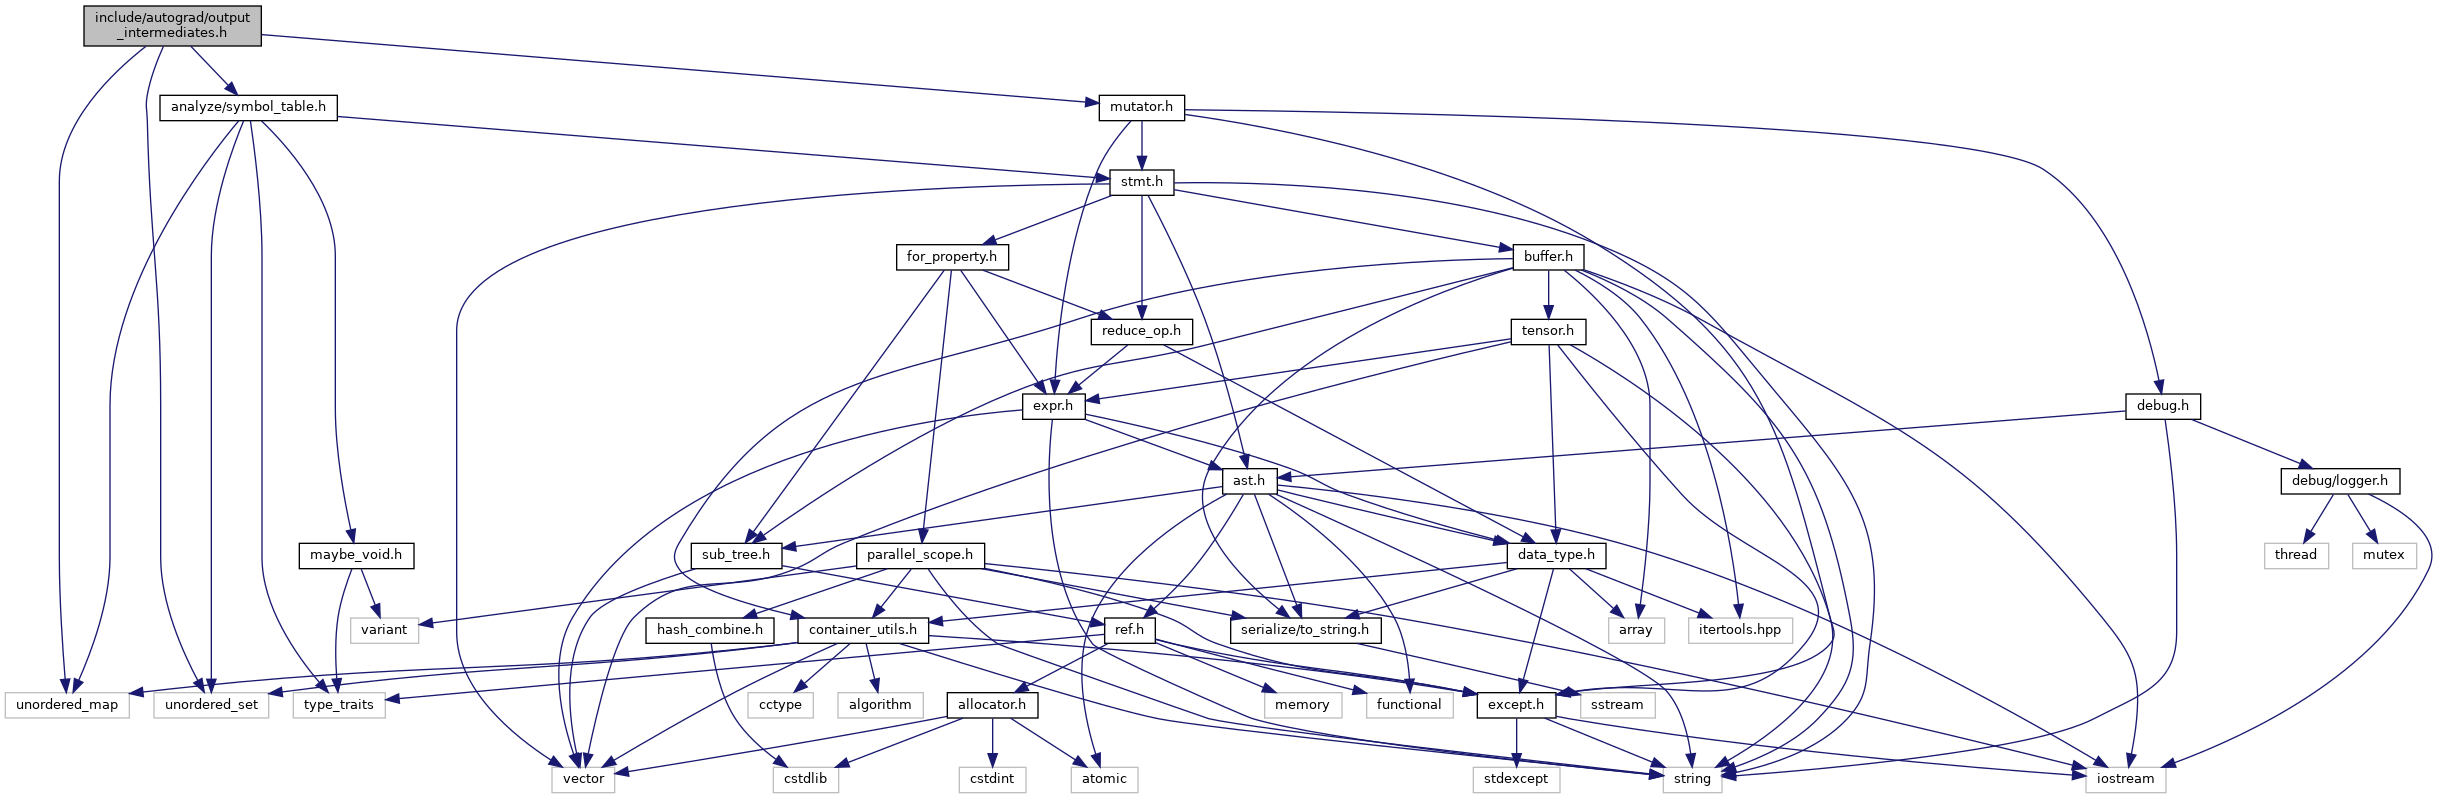 include/autograd/output
_intermediates.h
analyze/symbol_table.h
mutator.h
stmt.h
for_property.h
buffer.h
reduce_op.h
tensor.h
expr.h
debug.h
ast.h
debug/logger.h
maybe_void.h
sub_tree.h
parallel_scope.h
data_type.h
thread
mutex
variant
hash_combine.h
container_utils.h
ref.h
serialize/to_string.h
array
itertools.hpp
unordered_map
unordered_set
type_traits
cctype
algorithm
allocator.h
memory
functional
except.h
sstream
vector
cstdlib
cstdint
atomic
stdexcept
string
iostream